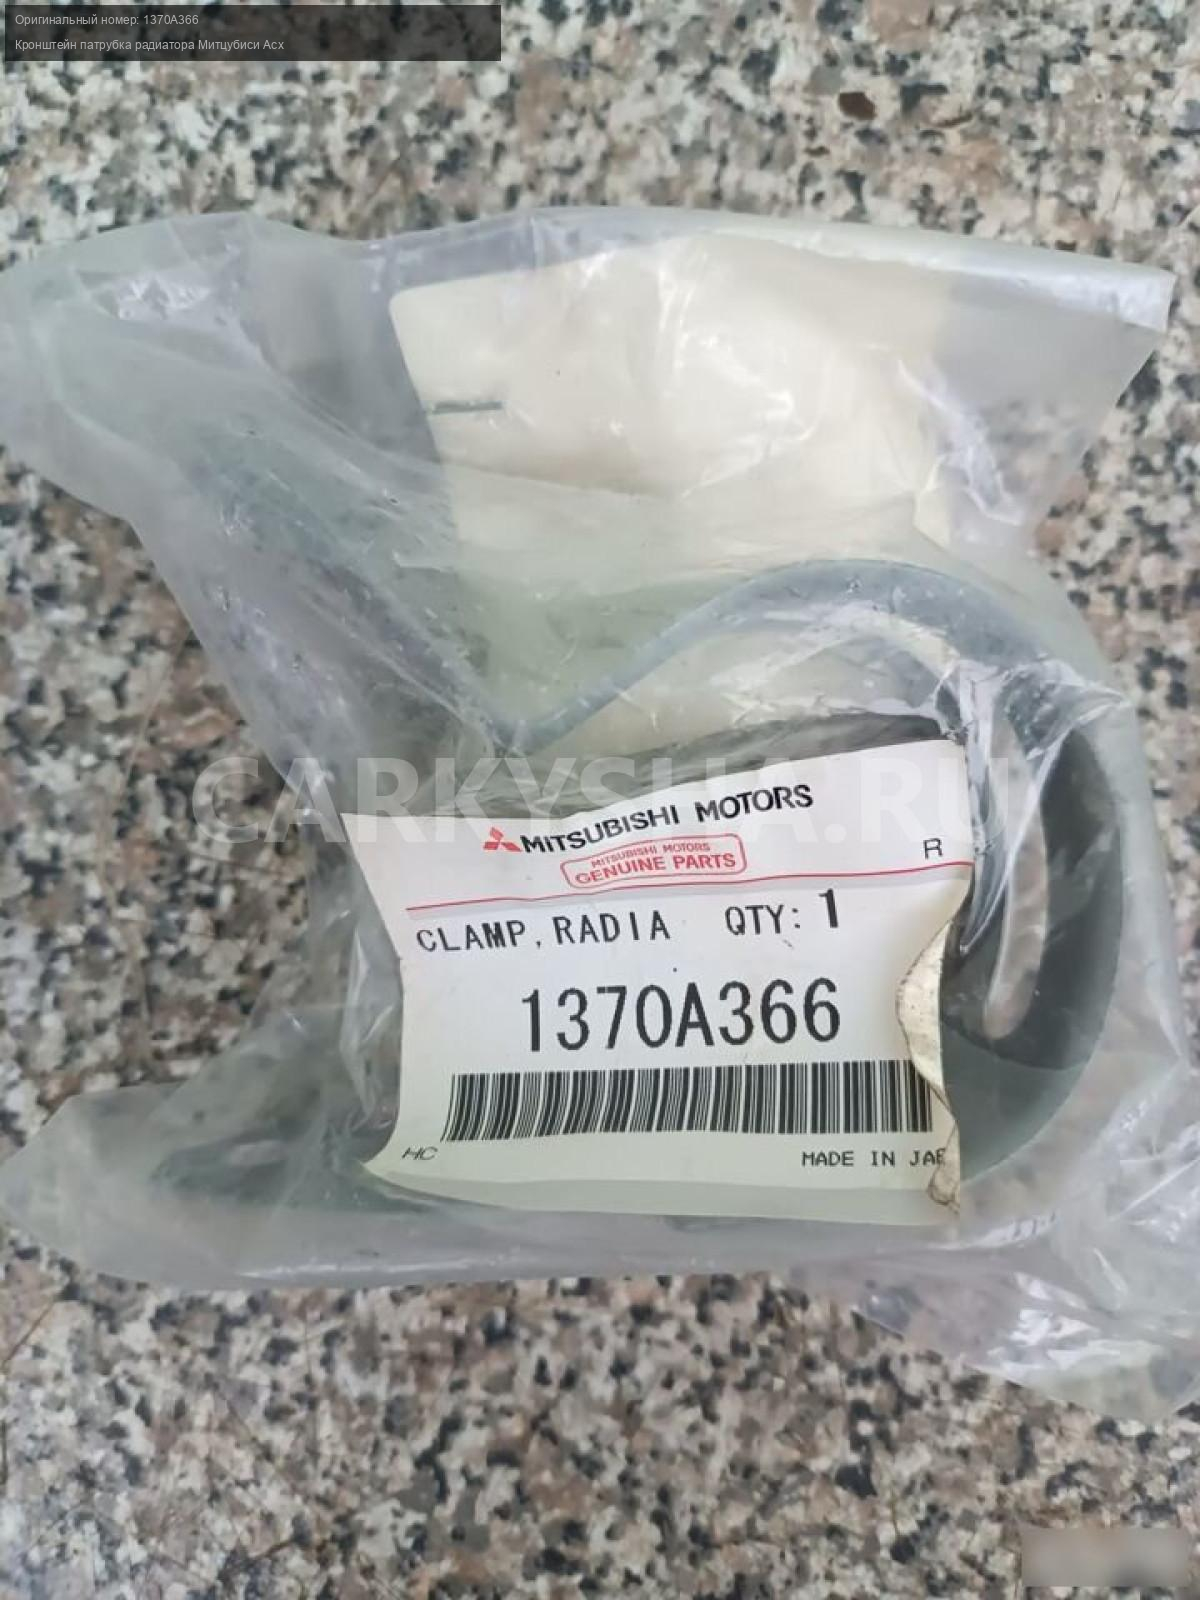 Оригинальный номер: 1370A366
Кронштейн патрубка радиатора Митцубиси Асх
CARKYSHA.RU
MITSUBISHI MOTORS
MITSUBISHI MOTORS
GENUINE PARTS
R
CLAMP,RADIA QTY: 1
1370A366
HC
MADE IN JAP